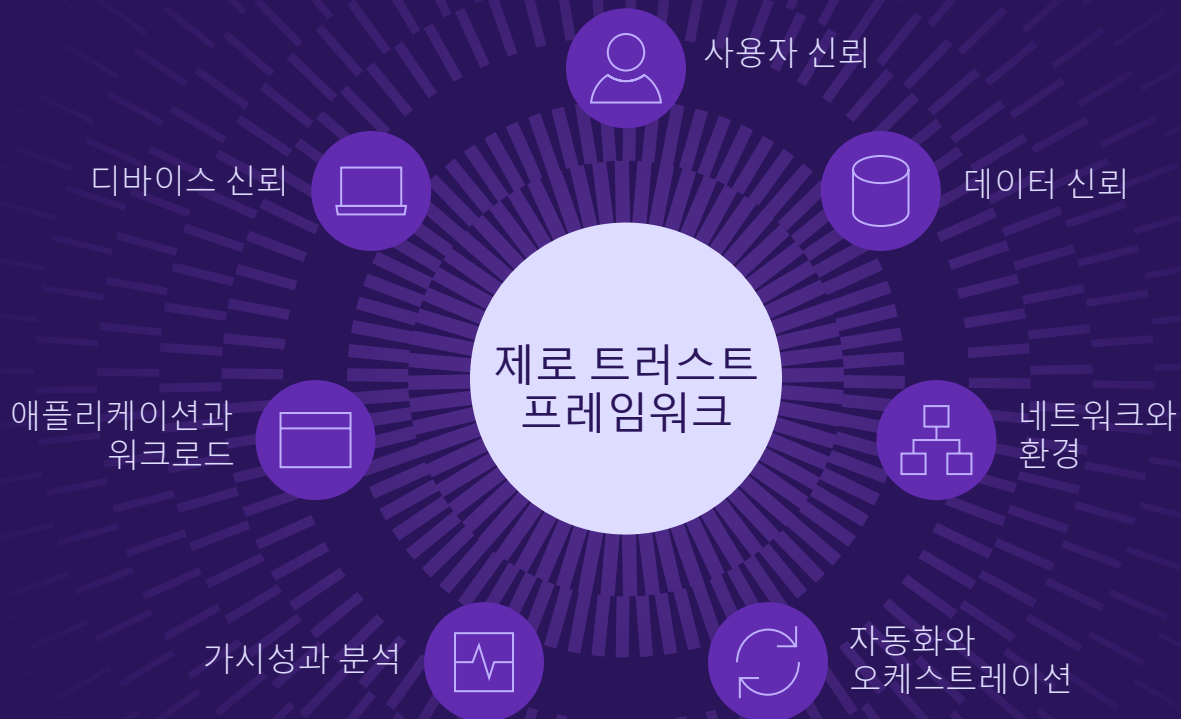 사용자 신뢰
디바이스 신뢰
데이터 신뢰
제로 트러스트
프레임워크
애플리케이션과
워크로드
네트워크와
환경
가시성과 분석
자동화와
오케스트레이션